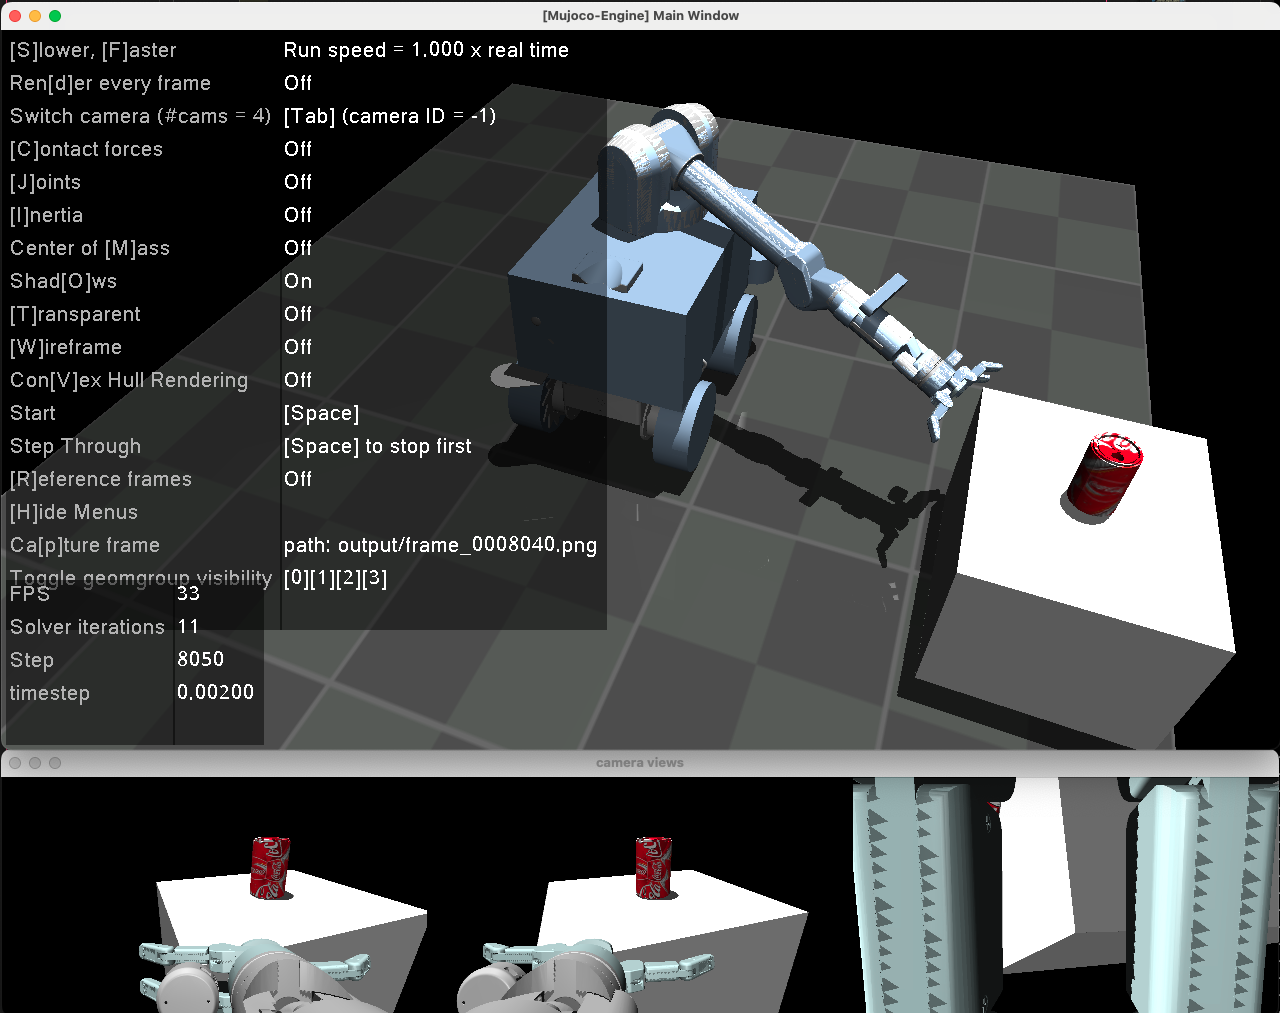 [Mujoco-Engine] Main Window
[S]lower, [F]aster Run speed = 1.000 x real time
Ren[d]er every frame Off
Switch camera (#cams = 4) [Tab] (camera ID = -1)
[C]ontact forces Off
[J]oints Off
[I]nertia Off
Center of [M]ass Off
Shad[O]ws On
[T]ransparent Off
[W]ireframe Off
Con[V]ex Hull Rendering Off
Start [Space]
Step Through [Space] to stop first
[R]eference frames Off
[H]ide Menus
Ca[p]ture frame path: output/frame_0008040.png
Toggle geomgroup visibility [0][1][2][3]
FPS 33
Solver iterations 11
Step 8050
timestep 0.00200
camera views